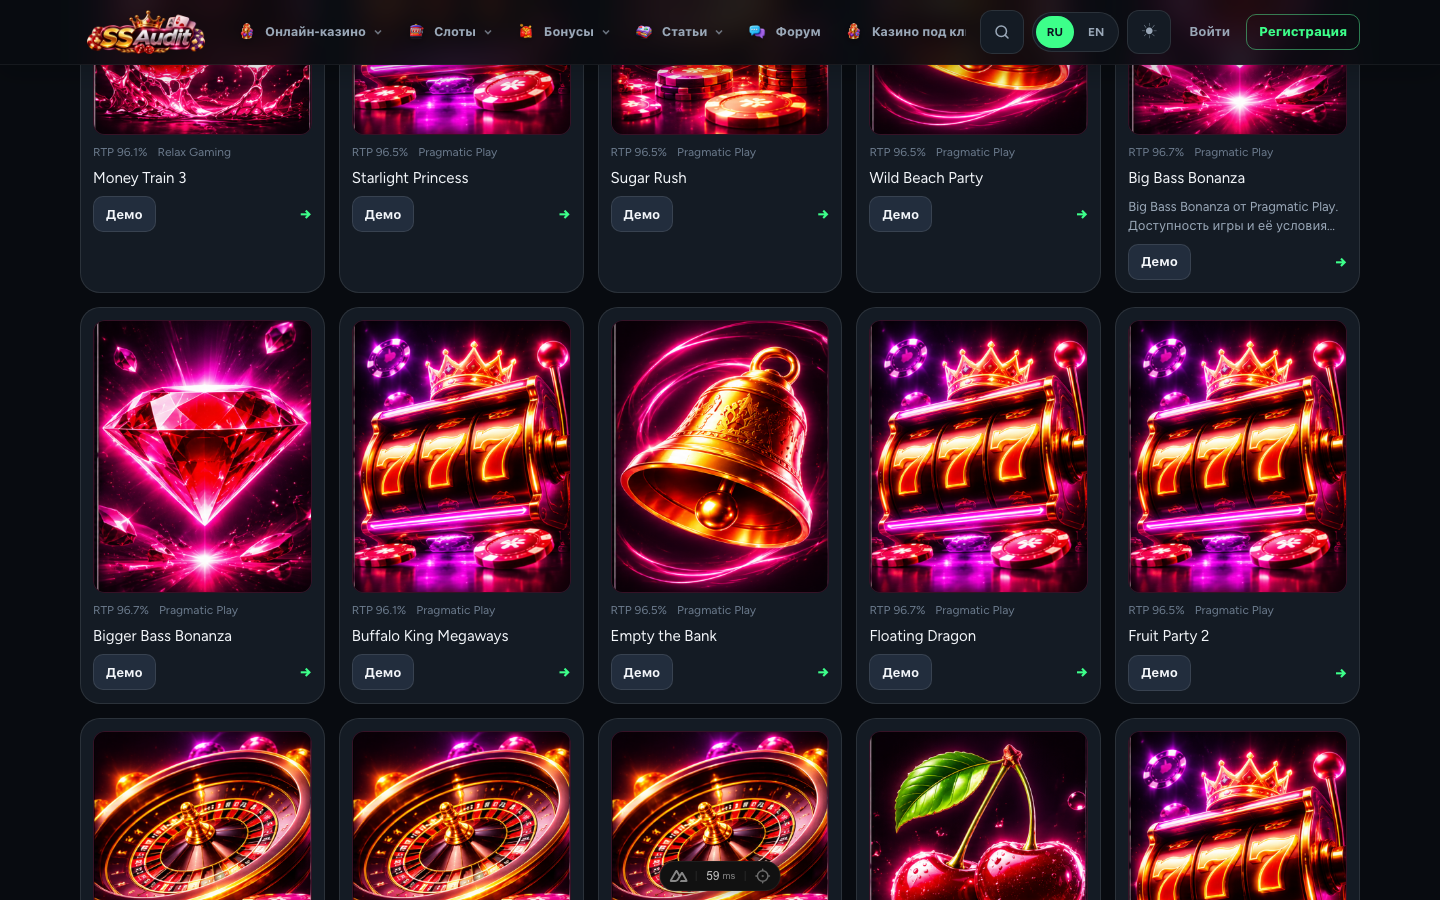 SSAudit
Онлайн-казино
Слоты
Бонусы
Статьи
Форум
Казино под кл
RU
EN
Войти
Регистрация
RTP 96.1% Relax Gaming
Money Train 3
Демо
RTP 96.5% Pragmatic Play
Starlight Princess
Демо
RTP 96.5% Pragmatic Play
Sugar Rush
Демо
RTP 96.5% Pragmatic Play
Wild Beach Party
Демо
RTP 96.7% Pragmatic Play
Big Bass Bonanza
Big Bass Bonanza от Pragmatic Play.
Доступность игры и её условия...
Демо
RTP 96.7% Pragmatic Play
Bigger Bass Bonanza
Демо
777
RTP 96.1% Pragmatic Play
Buffalo King Megaways
Демо
RTP 96.5% Pragmatic Play
Empty the Bank
Демо
777
RTP 96.7% Pragmatic Play
Floating Dragon
Демо
777
RTP 96.5% Pragmatic Play
Fruit Party 2
Демо
777
59 ms